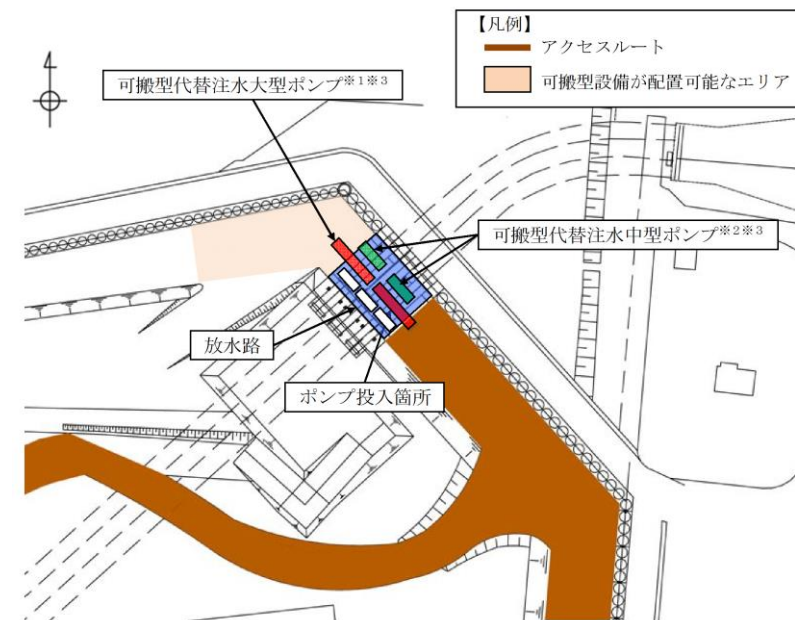 【凡例】
アクセスルート
可搬型設備が配置可能なエリア
可搬型代替注水大型ポンプ※1※3
可搬型代替注水中型ポンプ※2※3
放水路
ポンプ投入箇所